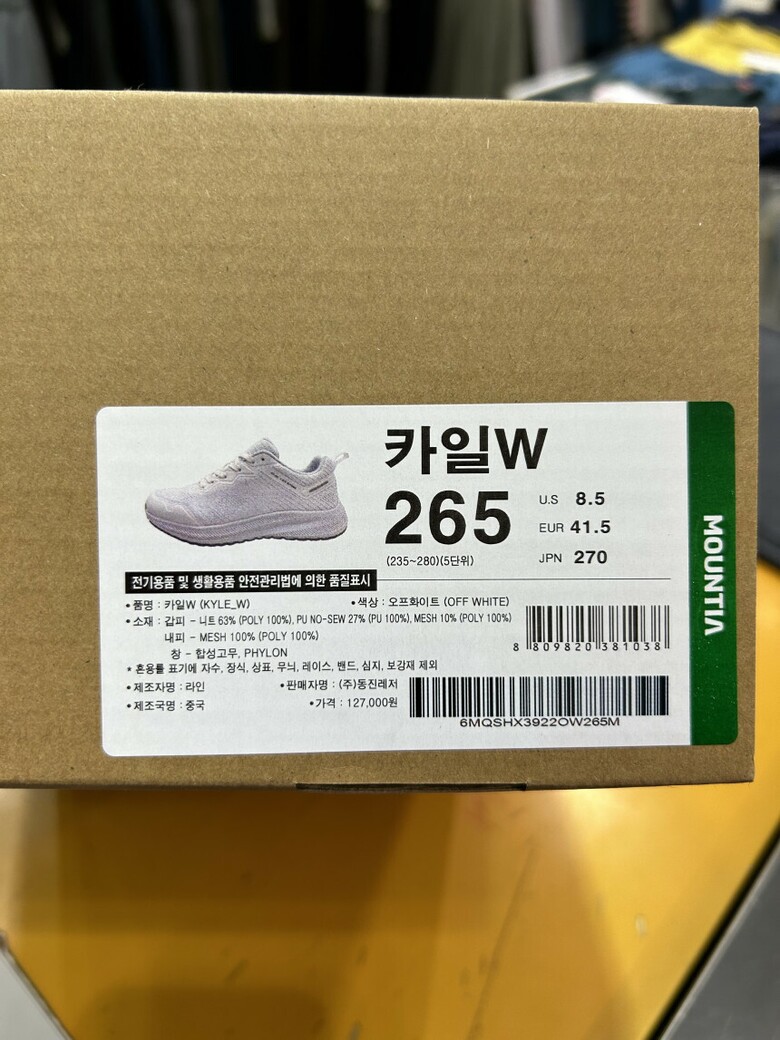 카일W
265
U.S 8.5
EUR 41.5
JPN 270
(235~280)(5단위)
전기용품 및 생활용품 안전관리법에 의한 품질표시
•품명 : 카일W (KYLE_W) •색상 : 오프화이트 (OFF WHITE)
•소재 : 갑피 - 니트 63% (POLY 100%), PU NO-SEW 27% (PU 100%), MESH 10% (POLY 100%)
내피 - MESH 100% (POLY 100%)
창 - 합성고무, PHYLON
* 혼용률 표기에 자수, 장식, 상표, 무늬, 레이스, 밴드, 심지, 보강재 제외
•제조자명 : 라인 •판매자명 : (주)동진레저
•제조국명 : 중국 •가격 : 127,000원
8 809820 381038
6MQSHX3922OW265M
MOUNTIA